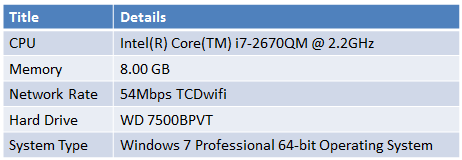 Title Details
CPU Intel(R) Core(TM) i7-2670QM @ 2.2GHz
Memory 8.00 GB
Network Rate 54Mbps TCDwifi
Hard Drive WD 7500BPVT
System Type Windows 7 Professional 64-bit Operating System